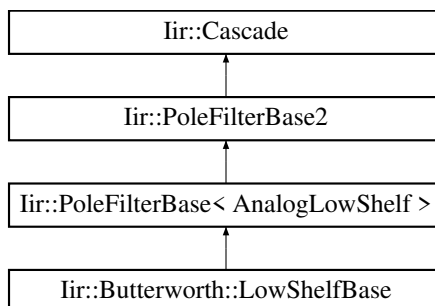 Iir::Cascade
Iir::PoleFilterBase2
Iir::PoleFilterBase< AnalogLowShelf >
Iir::Butterworth::LowShelfBase